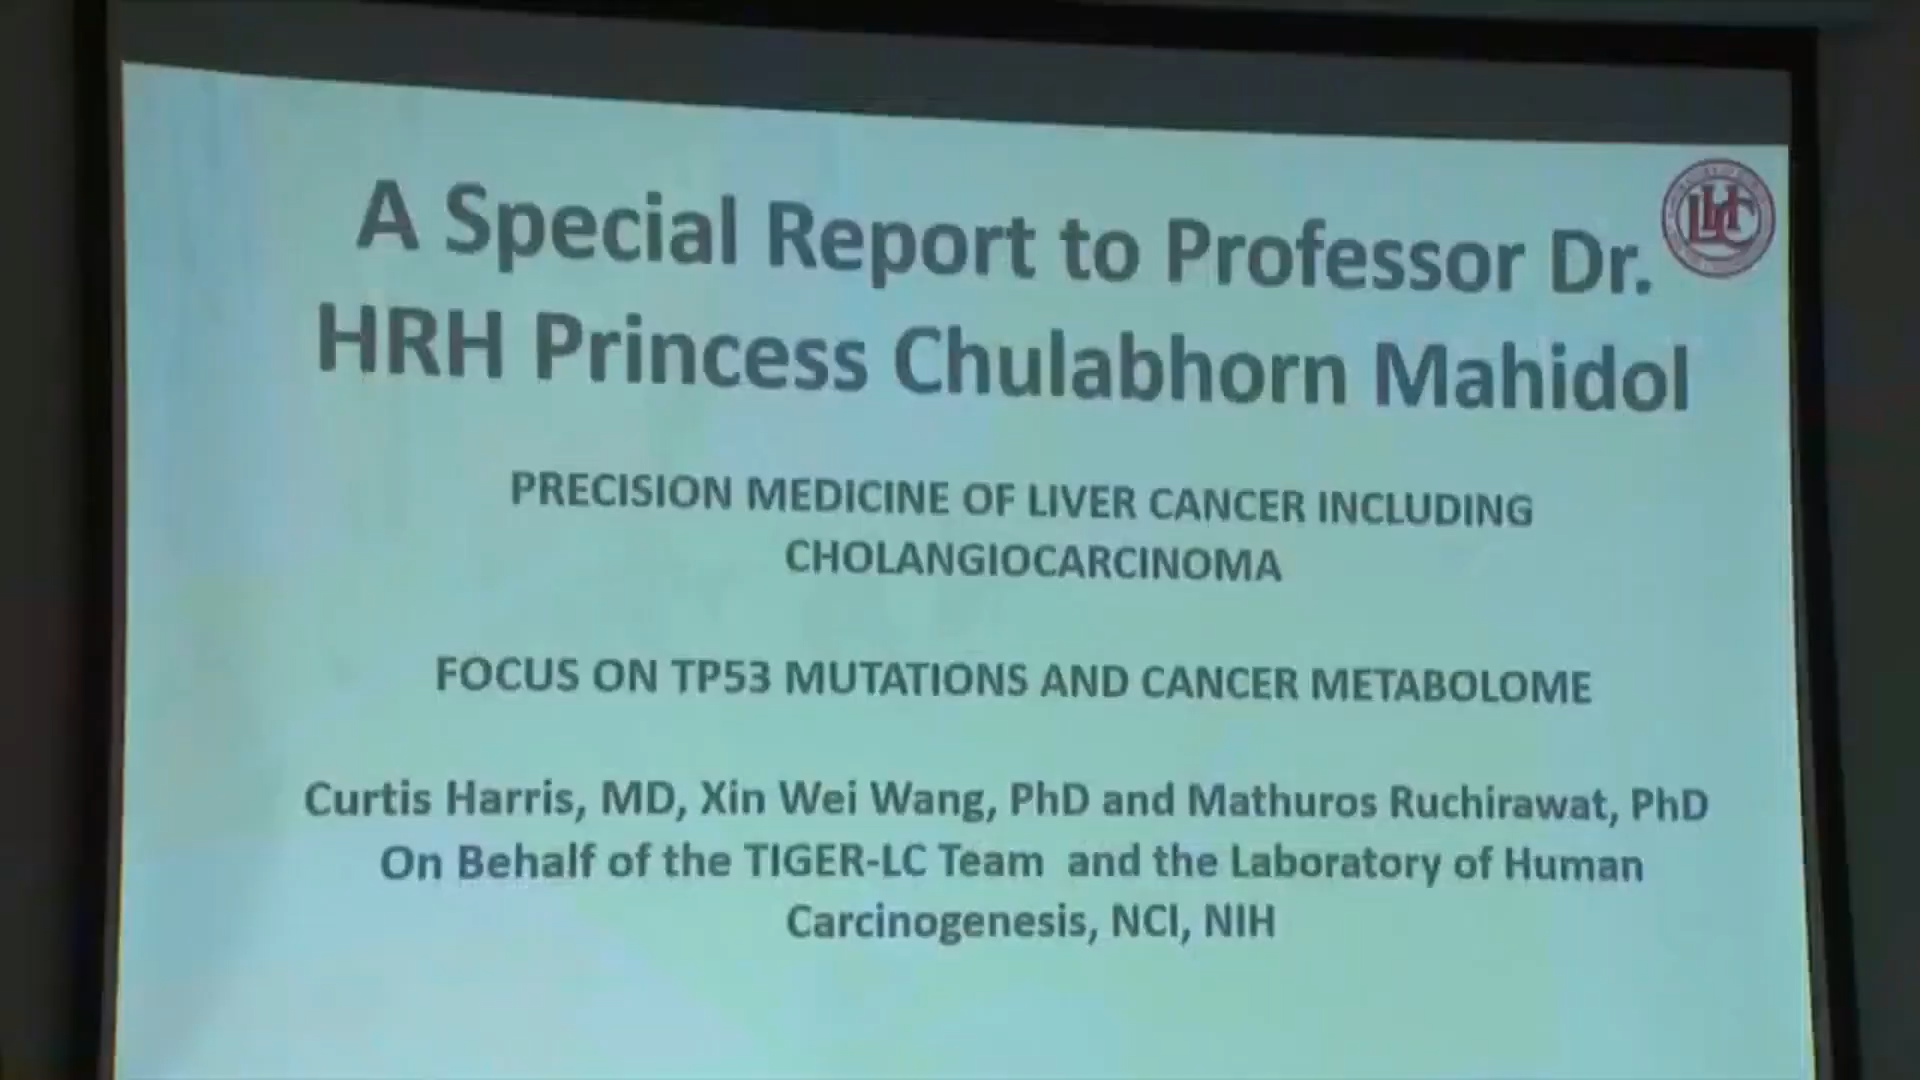 A Special Report to Professor Dr.
HRH Princess Chulabhorn Mahidol
LHC
PRECISION MEDICINE OF LIVER CANCER INCLUDING
CHOLANGIOCARCINOMA
FOCUS ON TP53 MUTATIONS AND CANCER METABOLOME
Curtis Harris, MD, Xin Wei Wang, PhD and Mathuros Ruchirawat, PhD
On Behalf of the TIGER-LC Team and the Laboratory of Human
Carcinogenesis, NCI, NIH